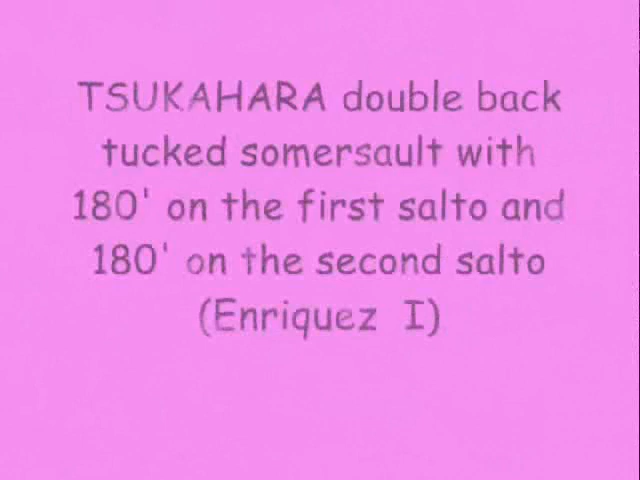 TSUKAHARA double back
tucked somersault with
180' on the first salto and
180' on the second salto
(Enriquez I)